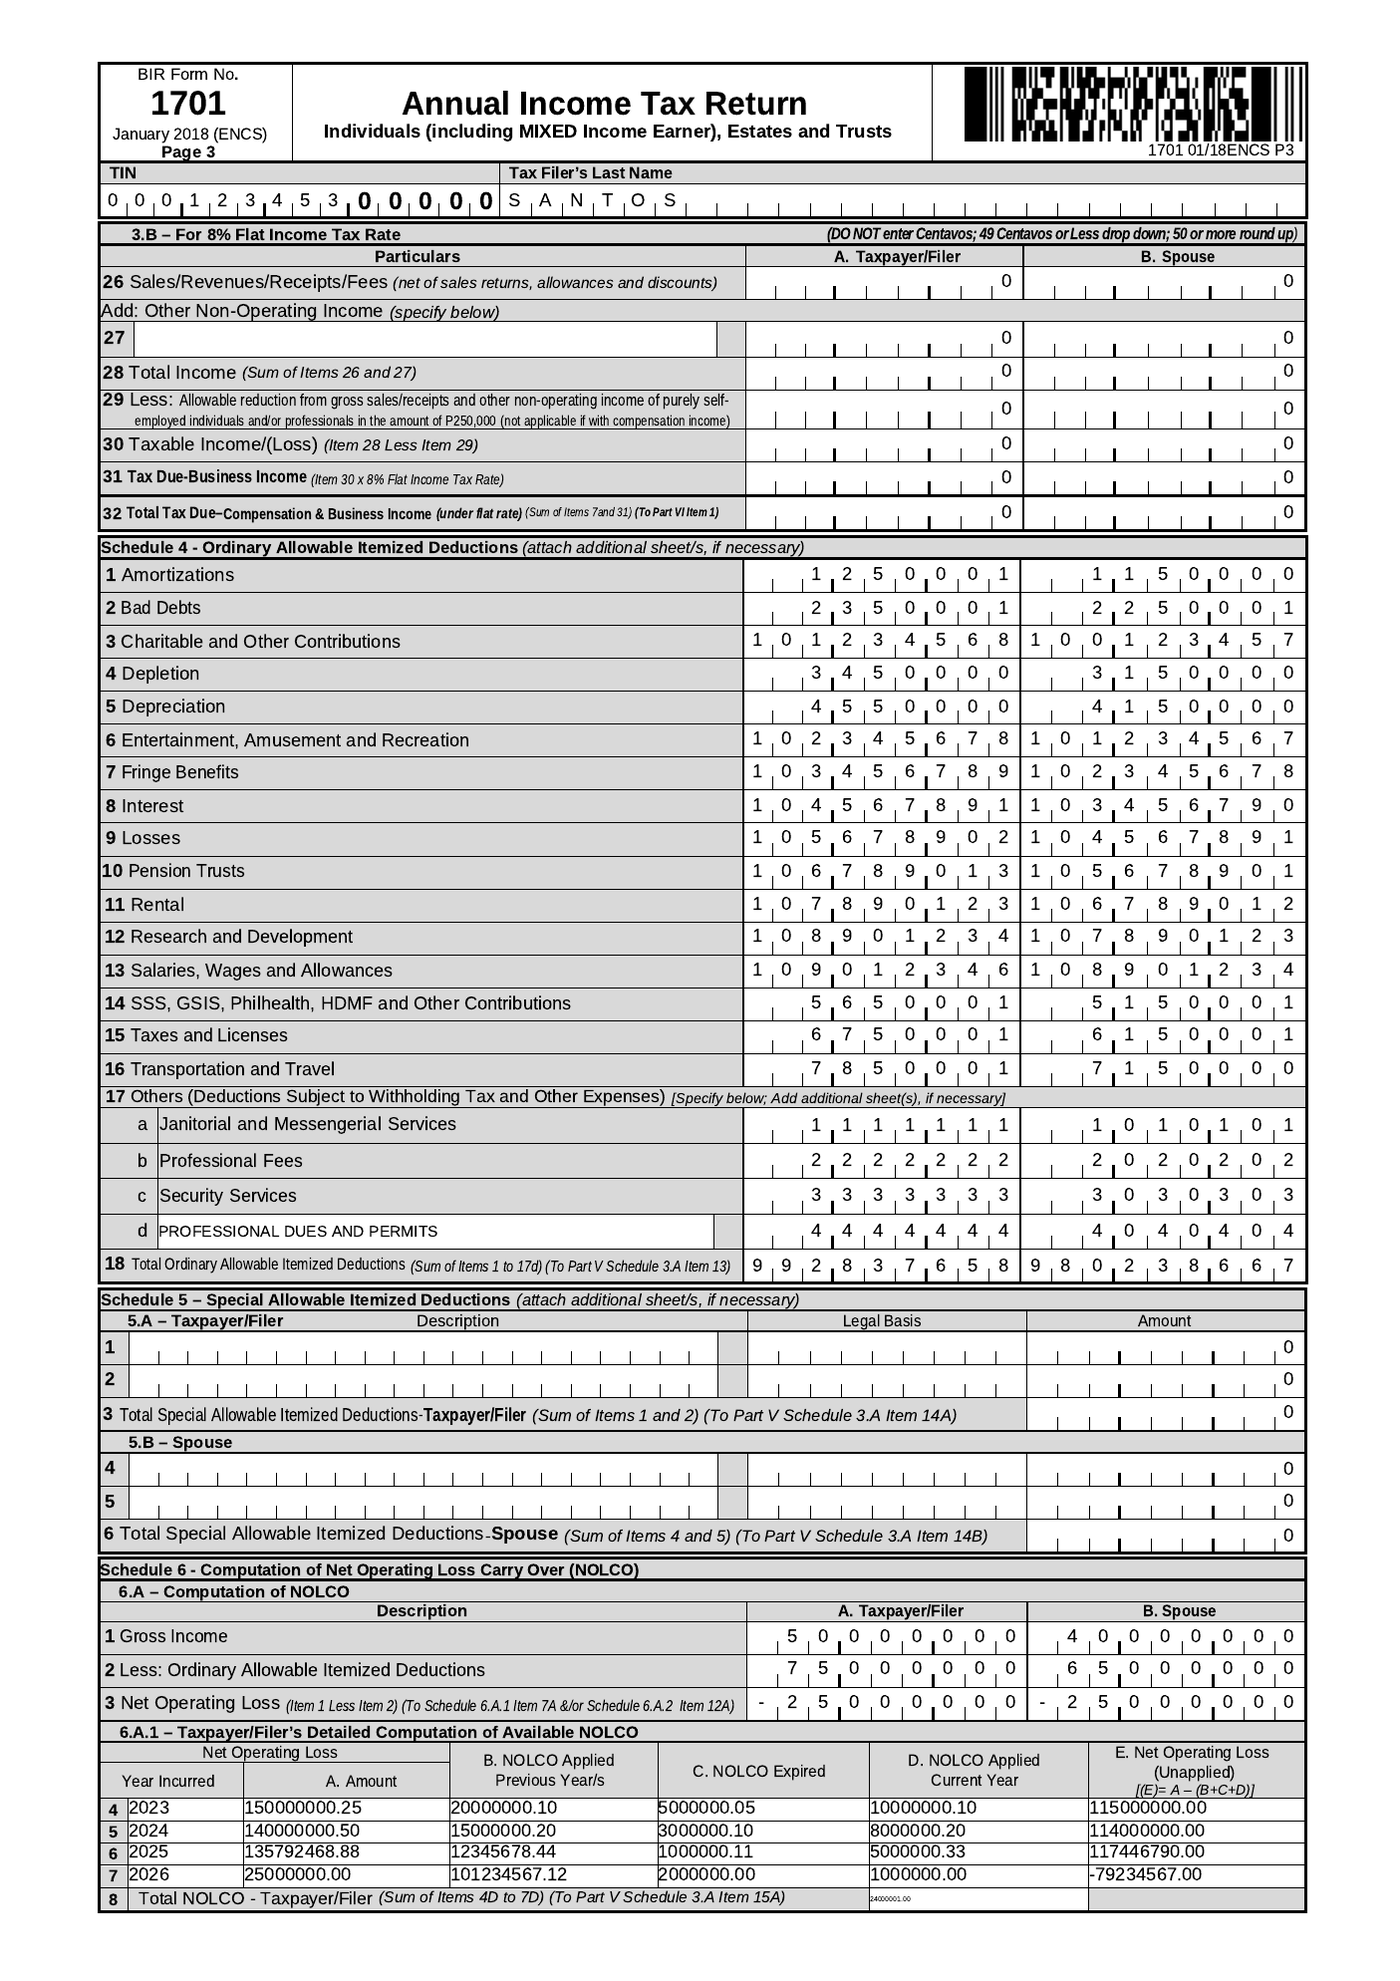 BIR Form No.
1701
January 2018 (ENCS)
Page 3
Annual Income Tax Return
Individuals (including MIXED Income Earner), Estates and Trusts
1701 01/18ENCS P3
TIN Tax Filer's Last Name
0 0 0 1 2 3 4 5 3 0 0 0 0 0 S A N T O S
3.B – For 8% Flat Income Tax Rate (DO NOT enter Centavos; 49 Centavos or Less drop down; 50 or more round up)
Particulars A. Taxpayer/Filer B. Spouse
26 Sales/Revenues/Receipts/Fees (net of sales returns, allowances and discounts) 0 0
Add: Other Non-Operating Income (specify below)
27 0 0
28 Total Income (Sum of Items 26 and 27) 0 0
29 Less: Allowable reduction from gross sales/receipts and other non-operating income of purely self-
employed individuals and/or professionals in the amount of P250,000 (not applicable if with compensation income) 0 0
30 Taxable Income/(Loss) (Item 28 Less Item 29) 0 0
31 Tax Due-Business Income (Item 30 x 8% Flat Income Tax Rate) 0 0
32 Total Tax Due–Compensation & Business Income (under flat rate) (Sum of Items 7and 31) (To Part VI Item 1) 0 0
Schedule 4 - Ordinary Allowable Itemized Deductions (attach additional sheet/s, if necessary)
1 Amortizations 1 2 5 0 0 0 1 1 1 5 0 0 0 0
2 Bad Debts 2 3 5 0 0 0 1 2 2 5 0 0 0 1
3 Charitable and Other Contributions 1 0 1 2 3 4 5 6 8 1 0 0 1 2 3 4 5 7
4 Depletion 3 4 5 0 0 0 0 3 1 5 0 0 0 0
5 Depreciation 4 5 5 0 0 0 0 4 1 5 0 0 0 0
6 Entertainment, Amusement and Recreation 1 0 2 3 4 5 6 7 8 1 0 1 2 3 4 5 6 7
7 Fringe Benefits 1 0 3 4 5 6 7 8 9 1 0 2 3 4 5 6 7 8
8 Interest 1 0 4 5 6 7 8 9 1 1 0 3 4 5 6 7 9 0
9 Losses 1 0 5 6 7 8 9 0 2 1 0 4 5 6 7 8 9 1
10 Pension Trusts 1 0 6 7 8 9 0 1 3 1 0 5 6 7 8 9 0 1
11 Rental 1 0 7 8 9 0 1 2 3 1 0 6 7 8 9 0 1 2
12 Research and Development 1 0 8 9 0 1 2 3 4 1 0 7 8 9 0 1 2 3
13 Salaries, Wages and Allowances 1 0 9 0 1 2 3 4 6 1 0 8 9 0 1 2 3 4
14 SSS, GSIS, Philhealth, HDMF and Other Contributions 5 6 5 0 0 0 1 5 1 5 0 0 0 1
15 Taxes and Licenses 6 7 5 0 0 0 1 6 1 5 0 0 0 1
16 Transportation and Travel 7 8 5 0 0 0 1 7 1 5 0 0 0 0
17 Others (Deductions Subject to Withholding Tax and Other Expenses) [Specify below; Add additional sheet(s), if necessary]
a Janitorial and Messengerial Services 1 1 1 1 1 1 1 1 0 1 0 1 0 1
b Professional Fees 2 2 2 2 2 2 2 2 0 2 0 2 0 2
c Security Services 3 3 3 3 3 3 3 3 0 3 0 3 0 3
d PROFESSIONAL DUES AND PERMITS 4 4 4 4 4 4 4 4 0 4 0 4 0 4
18 Total Ordinary Allowable Itemized Deductions (Sum of Items 1 to 17d) (To Part V Schedule 3.A Item 13) 9 9 2 8 3 7 6 5 8 9 8 0 2 3 8 6 6 7
Schedule 5 – Special Allowable Itemized Deductions (attach additional sheet/s, if necessary)
5.A – Taxpayer/Filer Description Legal Basis Amount
1 0
2 0
3 Total Special Allowable Itemized Deductions-Taxpayer/Filer (Sum of Items 1 and 2) (To Part V Schedule 3.A Item 14A) 0
5.B – Spouse
4 0
5 0
6 Total Special Allowable Itemized Deductions-Spouse (Sum of Items 4 and 5) (To Part V Schedule 3.A Item 14B) 0
Schedule 6 - Computation of Net Operating Loss Carry Over (NOLCO)
6.A – Computation of NOLCO
Description A. Taxpayer/Filer B. Spouse
1 Gross Income 5 0 0 0 0 0 0 0 4 0 0 0 0 0 0 0
2 Less: Ordinary Allowable Itemized Deductions 7 5 0 0 0 0 0 0 6 5 0 0 0 0 0 0
3 Net Operating Loss (Item 1 Less Item 2) (To Schedule 6.A.1 Item 7A &/or Schedule 6.A.2 Item 12A) - 2 5 0 0 0 0 0 0 - 2 5 0 0 0 0 0 0
6.A.1 – Taxpayer/Filer's Detailed Computation of Available NOLCO
Net Operating Loss
Year Incurred A. Amount
B. NOLCO Applied
Previous Year/s
C. NOLCO Expired
D. NOLCO Applied
Current Year
E. Net Operating Loss
(Unapplied)
[(E)= A – (B+C+D)]
4 2023 150000000.25 20000000.10 5000000.05 10000000.10 115000000.00
5 2024 140000000.50 15000000.20 3000000.10 8000000.20 114000000.00
6 2025 135792468.88 12345678.44 1000000.11 5000000.33 117446790.00
7 2026 25000000.00 101234567.12 2000000.00 1000000.00 -79234567.00
8 Total NOLCO - Taxpayer/Filer (Sum of Items 4D to 7D) (To Part V Schedule 3.A Item 15A) 24000001.00